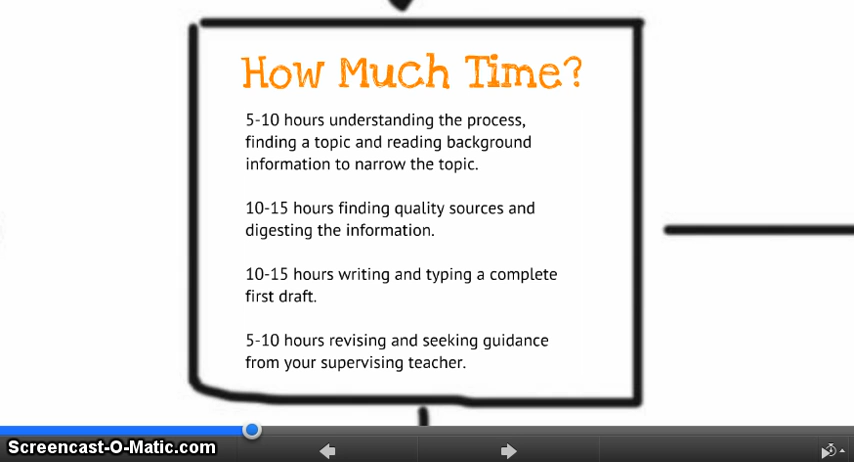 How Much Time?
5-10 hours understanding the process,
finding a topic and reading background
information to narrow the topic.
10-15 hours finding quality sources and
digesting the information.
10-15 hours writing and typing a complete
first draft.
5-10 hours revising and seeking guidance
from your supervising teacher.
Screencast-O-Matic.com